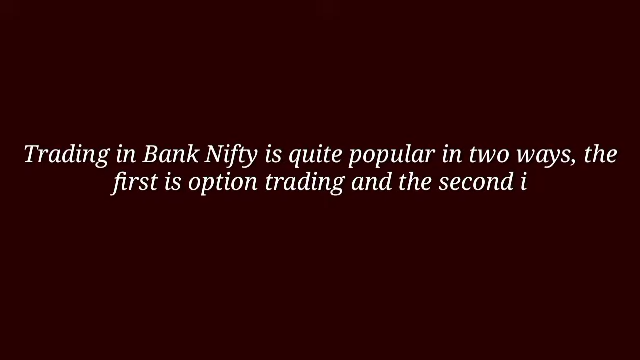 Trading in Bank Nifty is quite popular in two ways, the
first is option trading and the second i